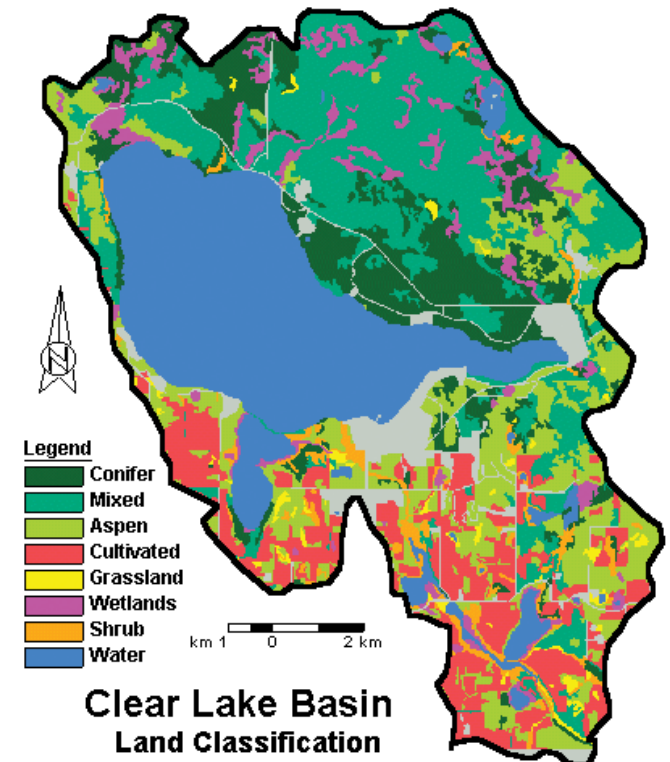 N
Legend
Conifer
Mixed
Aspen
Cultivated
Grassland
Wetlands
Shrub
Water
km 1 0 2 km
Clear Lake Basin
Land Classification